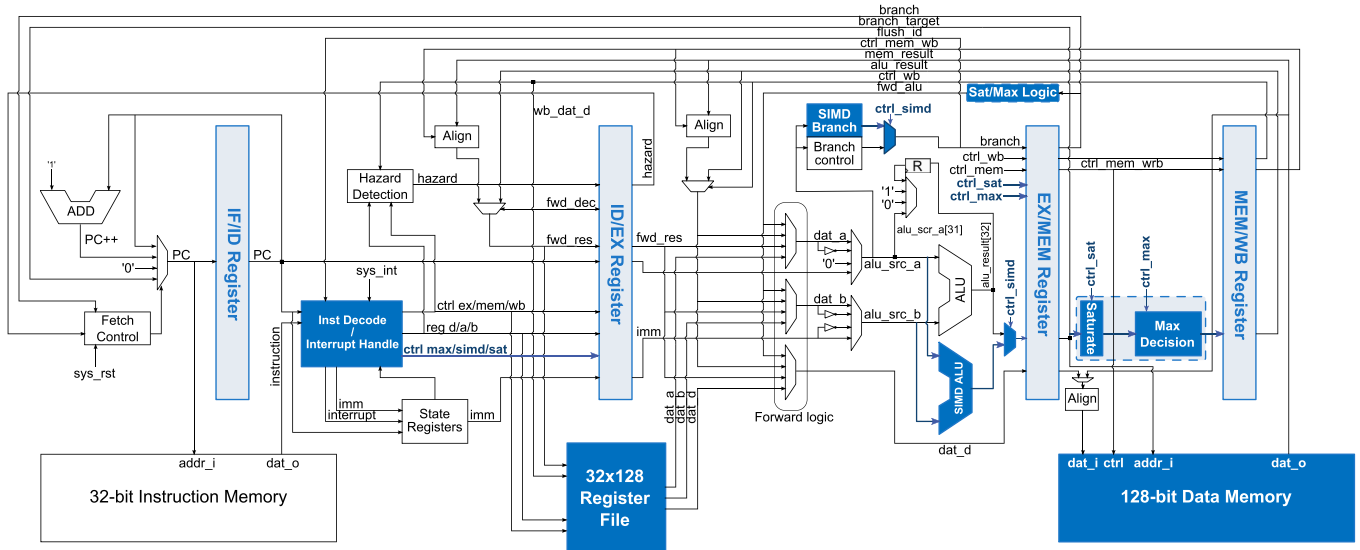 branch
branch_target
flush_id
ctrl_mem_wb
mem_result
alu_result
ctrl_wb
fwd_alu
Sat/Max Logic
wb_dat_d
Align
Align
SIMD
Branch
Branch
control
ctrl_simd
branch
ctrl_wb
ctrl_mem
ctrl_sat
ctrl_max
ctrl_mem_wrb
'1'
ADD
PC++
'0'
PC
IF/ID Register
PC
Hazard
Detection
hazard
hazard
fwd_dec
fwd_res
ID/EX Register
fwd_res
R
'1'
'0'
alu_scr_a[31]
alu_result[32]
dat_a
'0'
alu_src_a
dat_b
alu_src_b
ALU
SIMD ALU
ctrl_simd
EX/MEM Register
ctrl_sat
ctrl_max
Saturate
Max
Decision
MEM/WB Register
sys_int
Fetch
Control
sys_rst
instruction
Inst Decode
/
Interrupt Handle
ctrl ex/mem/wb
reg d/a/b
ctrl max/simd/sat
imm
interrupt
State
Registers
imm
imm
dat_a
dat_b
dat_d
Forward logic
dat_d
Align
addr_i
dat_o
32-bit Instruction Memory
32x128
Register
File
dat_i
ctrl
addr_i
dat_o
128-bit Data Memory